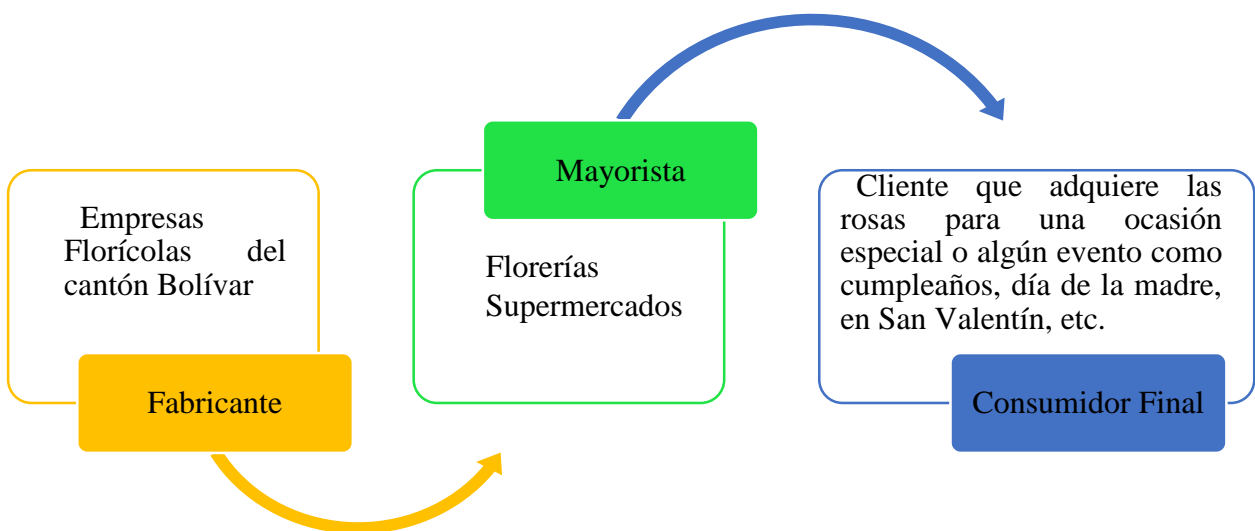 Empresas
Florícolas del
cantón Bolívar
Fabricante
Mayorista
Florerías
Supermercados
Cliente que adquiere las
rosas para una ocasión
especial o algún evento como
cumpleaños, día de la madre,
en San Valentín, etc.
Consumidor Final